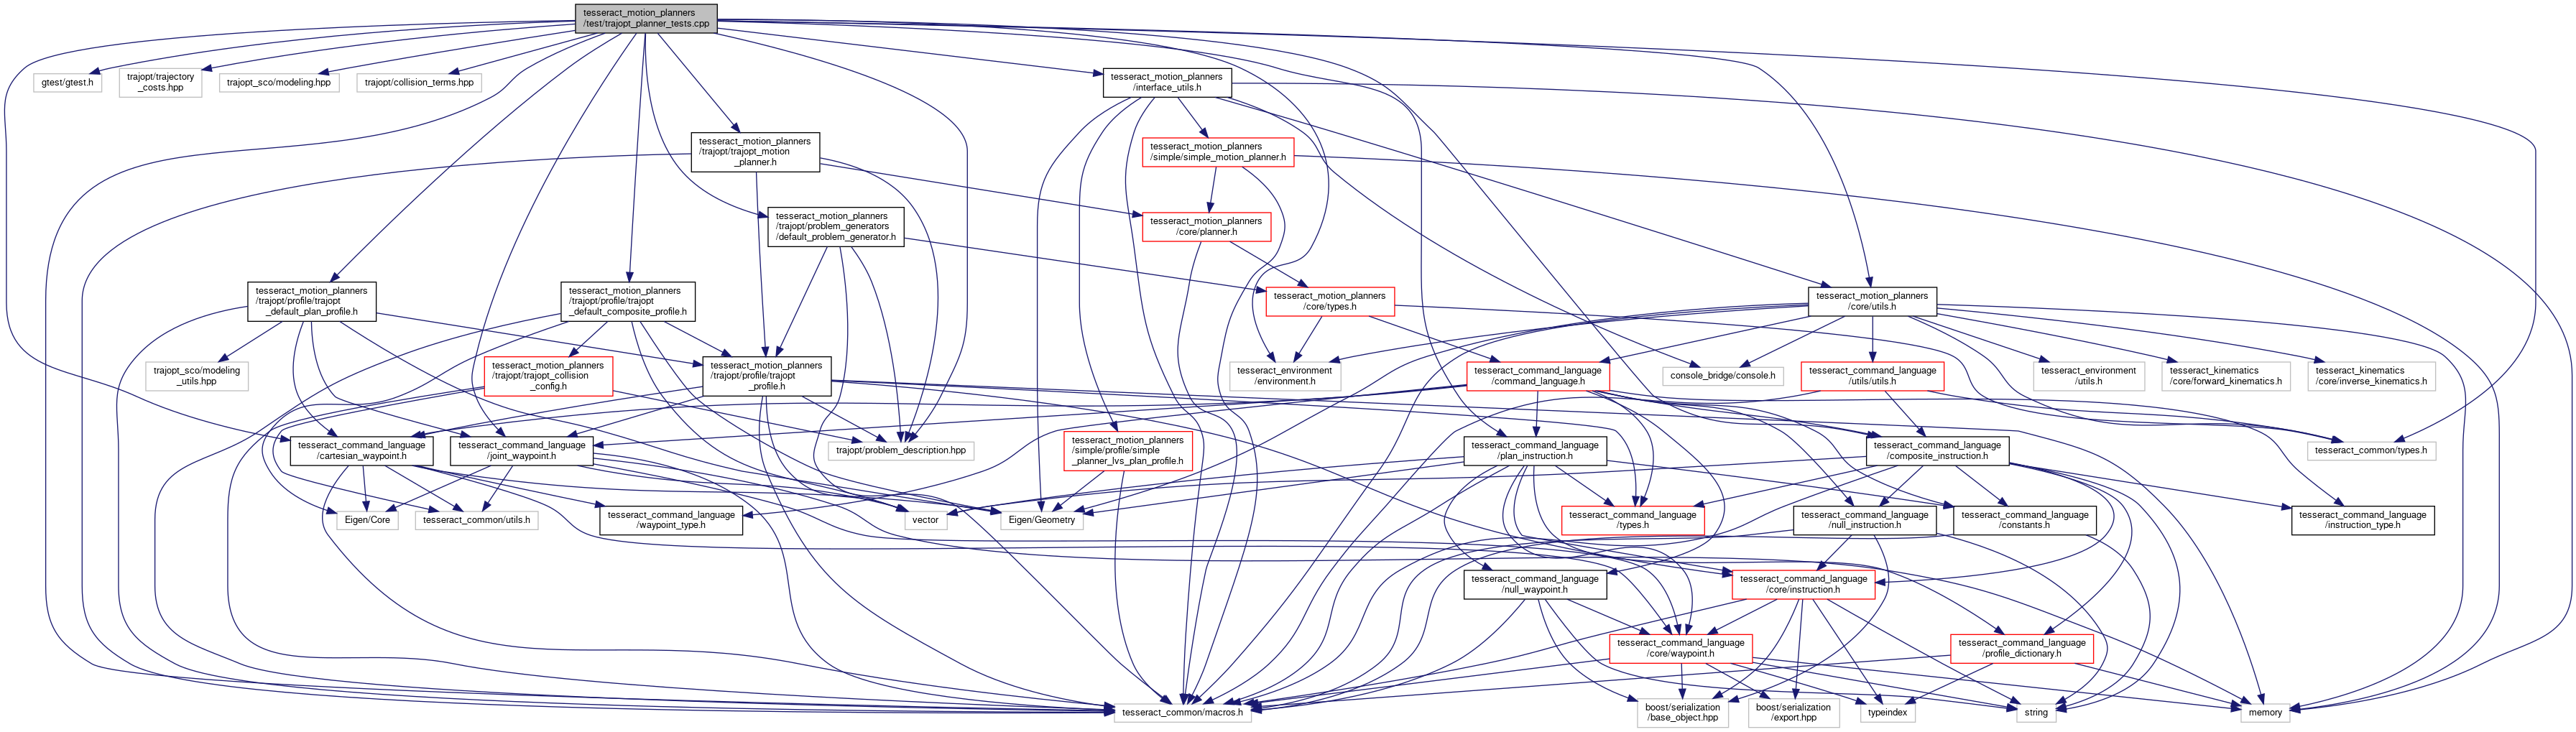 tesseract_motion_planners
/test/trajopt_planner_tests.cpp
gtest/gtest.h
trajopt/trajectory
_costs.hpp
trajopt_sco/modeling.hpp
trajopt/collision_terms.hpp
tesseract_motion_planners
/interface_utils.h
tesseract_motion_planners
/trajopt/trajopt_motion
_planner.h
tesseract_motion_planners
/simple/simple_motion_planner.h
tesseract_motion_planners
/trajopt/problem_generators
/default_problem_generator.h
tesseract_motion_planners
/core/planner.h
tesseract_motion_planners
/trajopt/profile/trajopt
_default_plan_profile.h
tesseract_motion_planners
/trajopt/profile/trajopt
_default_composite_profile.h
tesseract_motion_planners
/core/types.h
tesseract_motion_planners
/core/utils.h
trajopt_sco/modeling
_utils.hpp
tesseract_motion_planners
/trajopt/trajopt_collision
_config.h
tesseract_motion_planners
/trajopt/profile/trajopt
_profile.h
tesseract_environment
/environment.h
tesseract_command_language
/command_language.h
console_bridge/console.h
tesseract_command_language
/utils/utils.h
tesseract_environment
/utils.h
tesseract_kinematics
/core/forward_kinematics.h
tesseract_kinematics
/core/inverse_kinematics.h
tesseract_command_language
/cartesian_waypoint.h
tesseract_command_language
/joint_waypoint.h
trajopt/problem_description.hpp
tesseract_motion_planners
/simple/profile/simple
_planner_lvs_plan_profile.h
tesseract_command_language
/plan_instruction.h
tesseract_command_language
/composite_instruction.h
tesseract_common/types.h
Eigen/Core
tesseract_common/utils.h
tesseract_command_language
/waypoint_type.h
vector
Eigen/Geometry
tesseract_command_language
/types.h
tesseract_command_language
/null_instruction.h
tesseract_command_language
/constants.h
tesseract_command_language
/instruction_type.h
tesseract_command_language
/null_waypoint.h
tesseract_command_language
/core/instruction.h
tesseract_command_language
/core/waypoint.h
tesseract_command_language
/profile_dictionary.h
tesseract_common/macros.h
boost/serialization
/base_object.hpp
boost/serialization
/export.hpp
typeindex
string
memory